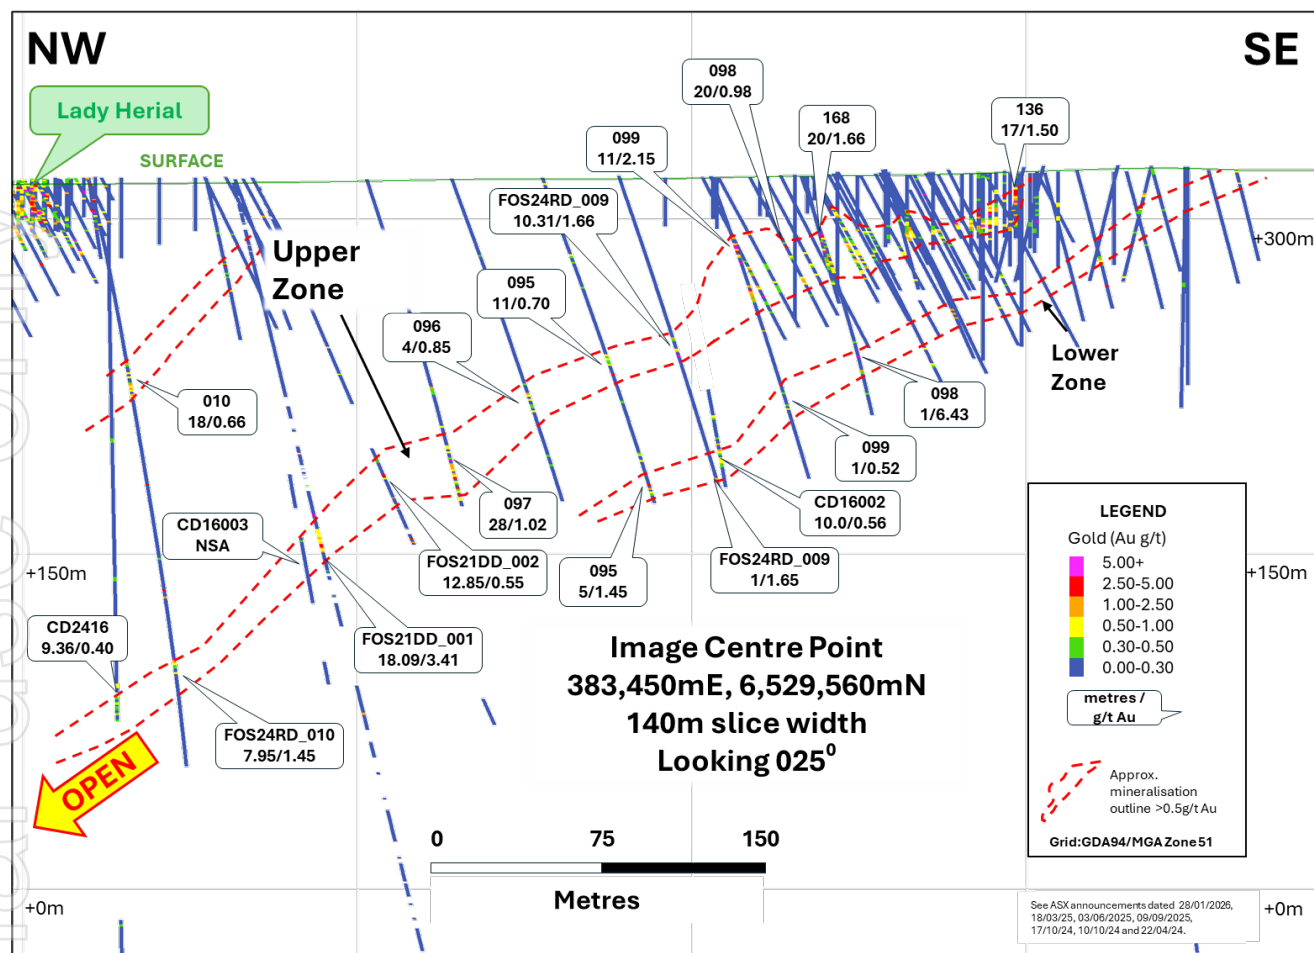 NW
SE
Lady Herial
SURFACE
098
20/0.98
168
20/1.66
136
17/1.50
099
11/2.15
FOS24RD_009
10.31/1.66
+300m
Upper
Zone
095
11/0.70
096
4/0.85
Lower
Zone
010
18/0.66
098
1/6.43
099
1/0.52
097
28/1.02
CD16002
10.0/0.56
CD16003
NSA
FOS21DD_002
12.85/0.55
095
5/1.45
FOS24RD_009
1/1.65
+150m
+150m
CD2416
9.36/0.40
FOS21DD_001
18.09/3.41
FOS24RD_010
7.95/1.45
OPEN
Image Centre Point
383,450mE, 6,529,560mN
140m slice width
Looking 025⁰
LEGEND
Gold (Au g/t)
5.00+
2.50-5.00
1.00-2.50
0.50-1.00
0.30-0.50
0.00-0.30
metres /
g/t Au
Approx.
mineralisation
outline >0.5g/t Au
Grid:GDA94/MGA Zone 51
0 75 150
Metres
+0m
+0m
See ASX announcements dated 28/01/2026,
18/03/25, 03/06/2025, 09/09/2025,
17/10/24, 10/10/24 and 22/04/24.